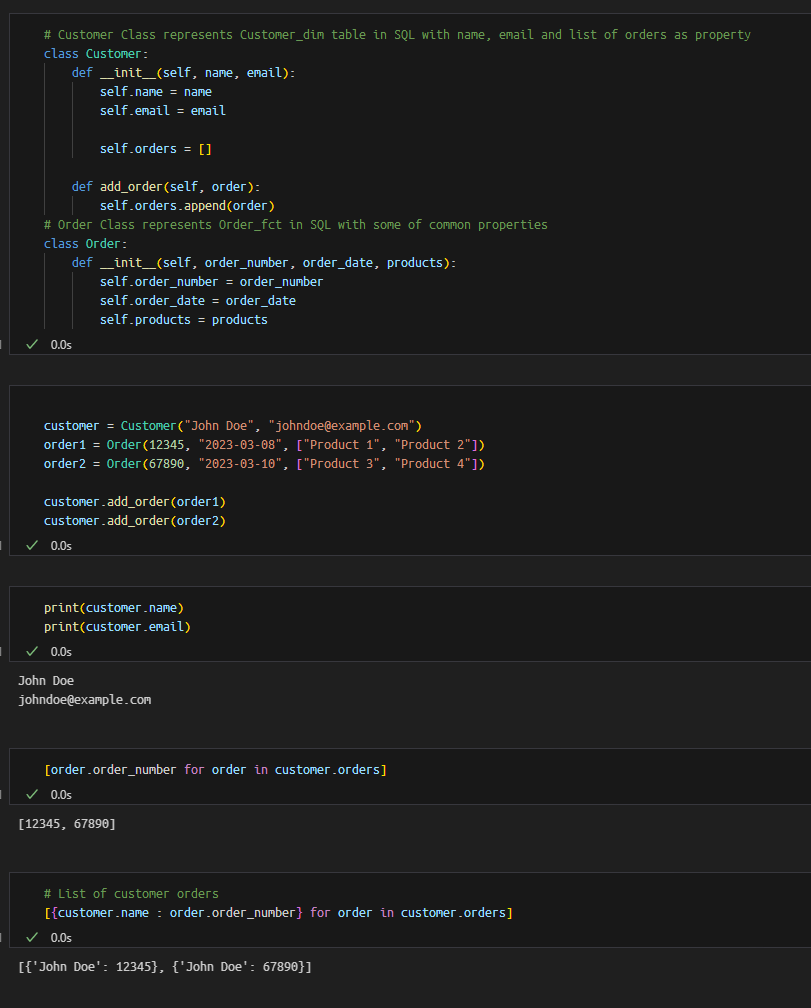 # Customer Class represents Customer_dim table in SQL with name, email and list of orders as property
class Customer:
    def __init__(self, name, email):
        self.name = name
        self.email = email

        self.orders = []

    def add_order(self, order):
        self.orders.append(order)
# Order Class represents Order_fct in SQL with some of common properties
class Order:
    def __init__(self, order_number, order_date, products):
        self.order_number = order_number
        self.order_date = order_date
        self.products = products
✓ 0.0s
customer = Customer("John Doe", "johndoe@example.com")
order1 = Order(12345, "2023-03-08", ["Product 1", "Product 2"])
order2 = Order(67890, "2023-03-10", ["Product 3", "Product 4"])

customer.add_order(order1)
customer.add_order(order2)
✓ 0.0s
print(customer.name)
print(customer.email)
✓ 0.0s
John Doe
johndoe@example.com
[order.order_number for order in customer.orders]
✓ 0.0s
[12345, 67890]
# List of customer orders
[{customer.name : order.order_number} for order in customer.orders]
✓ 0.0s
[{'John Doe': 12345}, {'John Doe': 67890}]